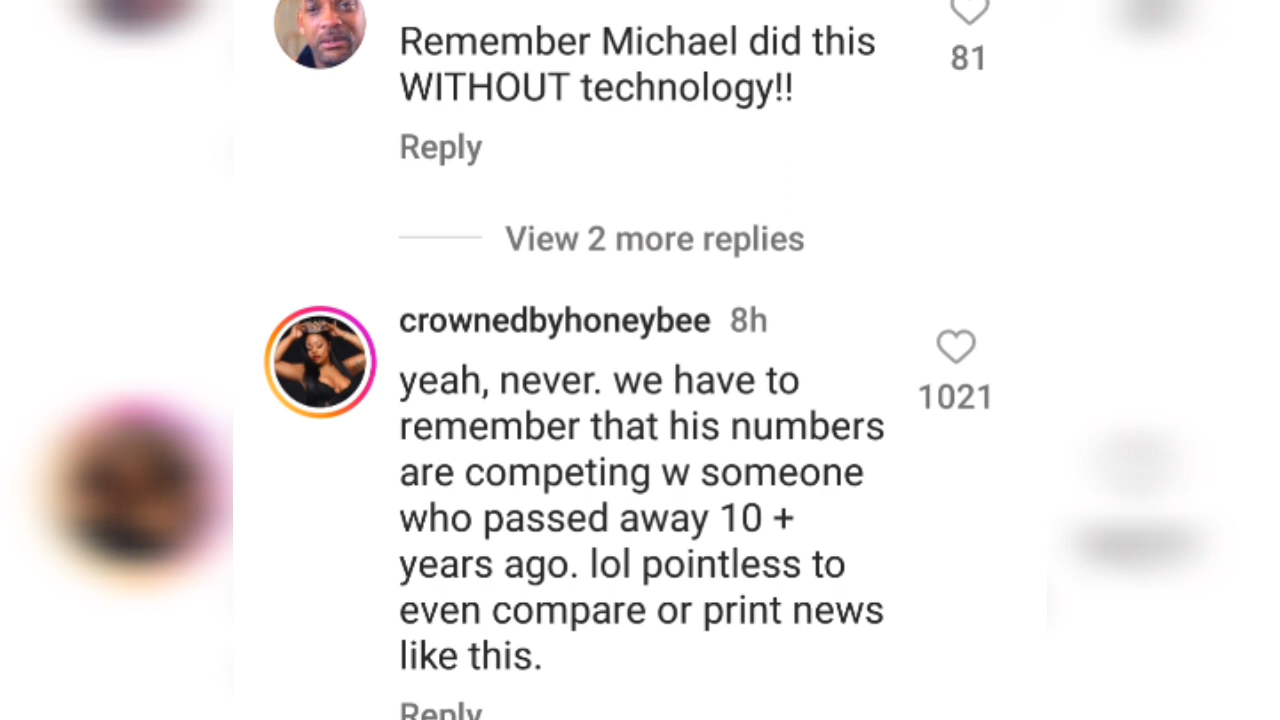 Remember Michael did this
81
WITHOUT technology!!
Reply
View 2 more replies
crownedbyhoneybee 8h
yeah, never. we have to
1021
remember that his numbers
are competing w someone
who passed away 10 +
years ago. lol pointless to
even compare or print news
like this.
Reply